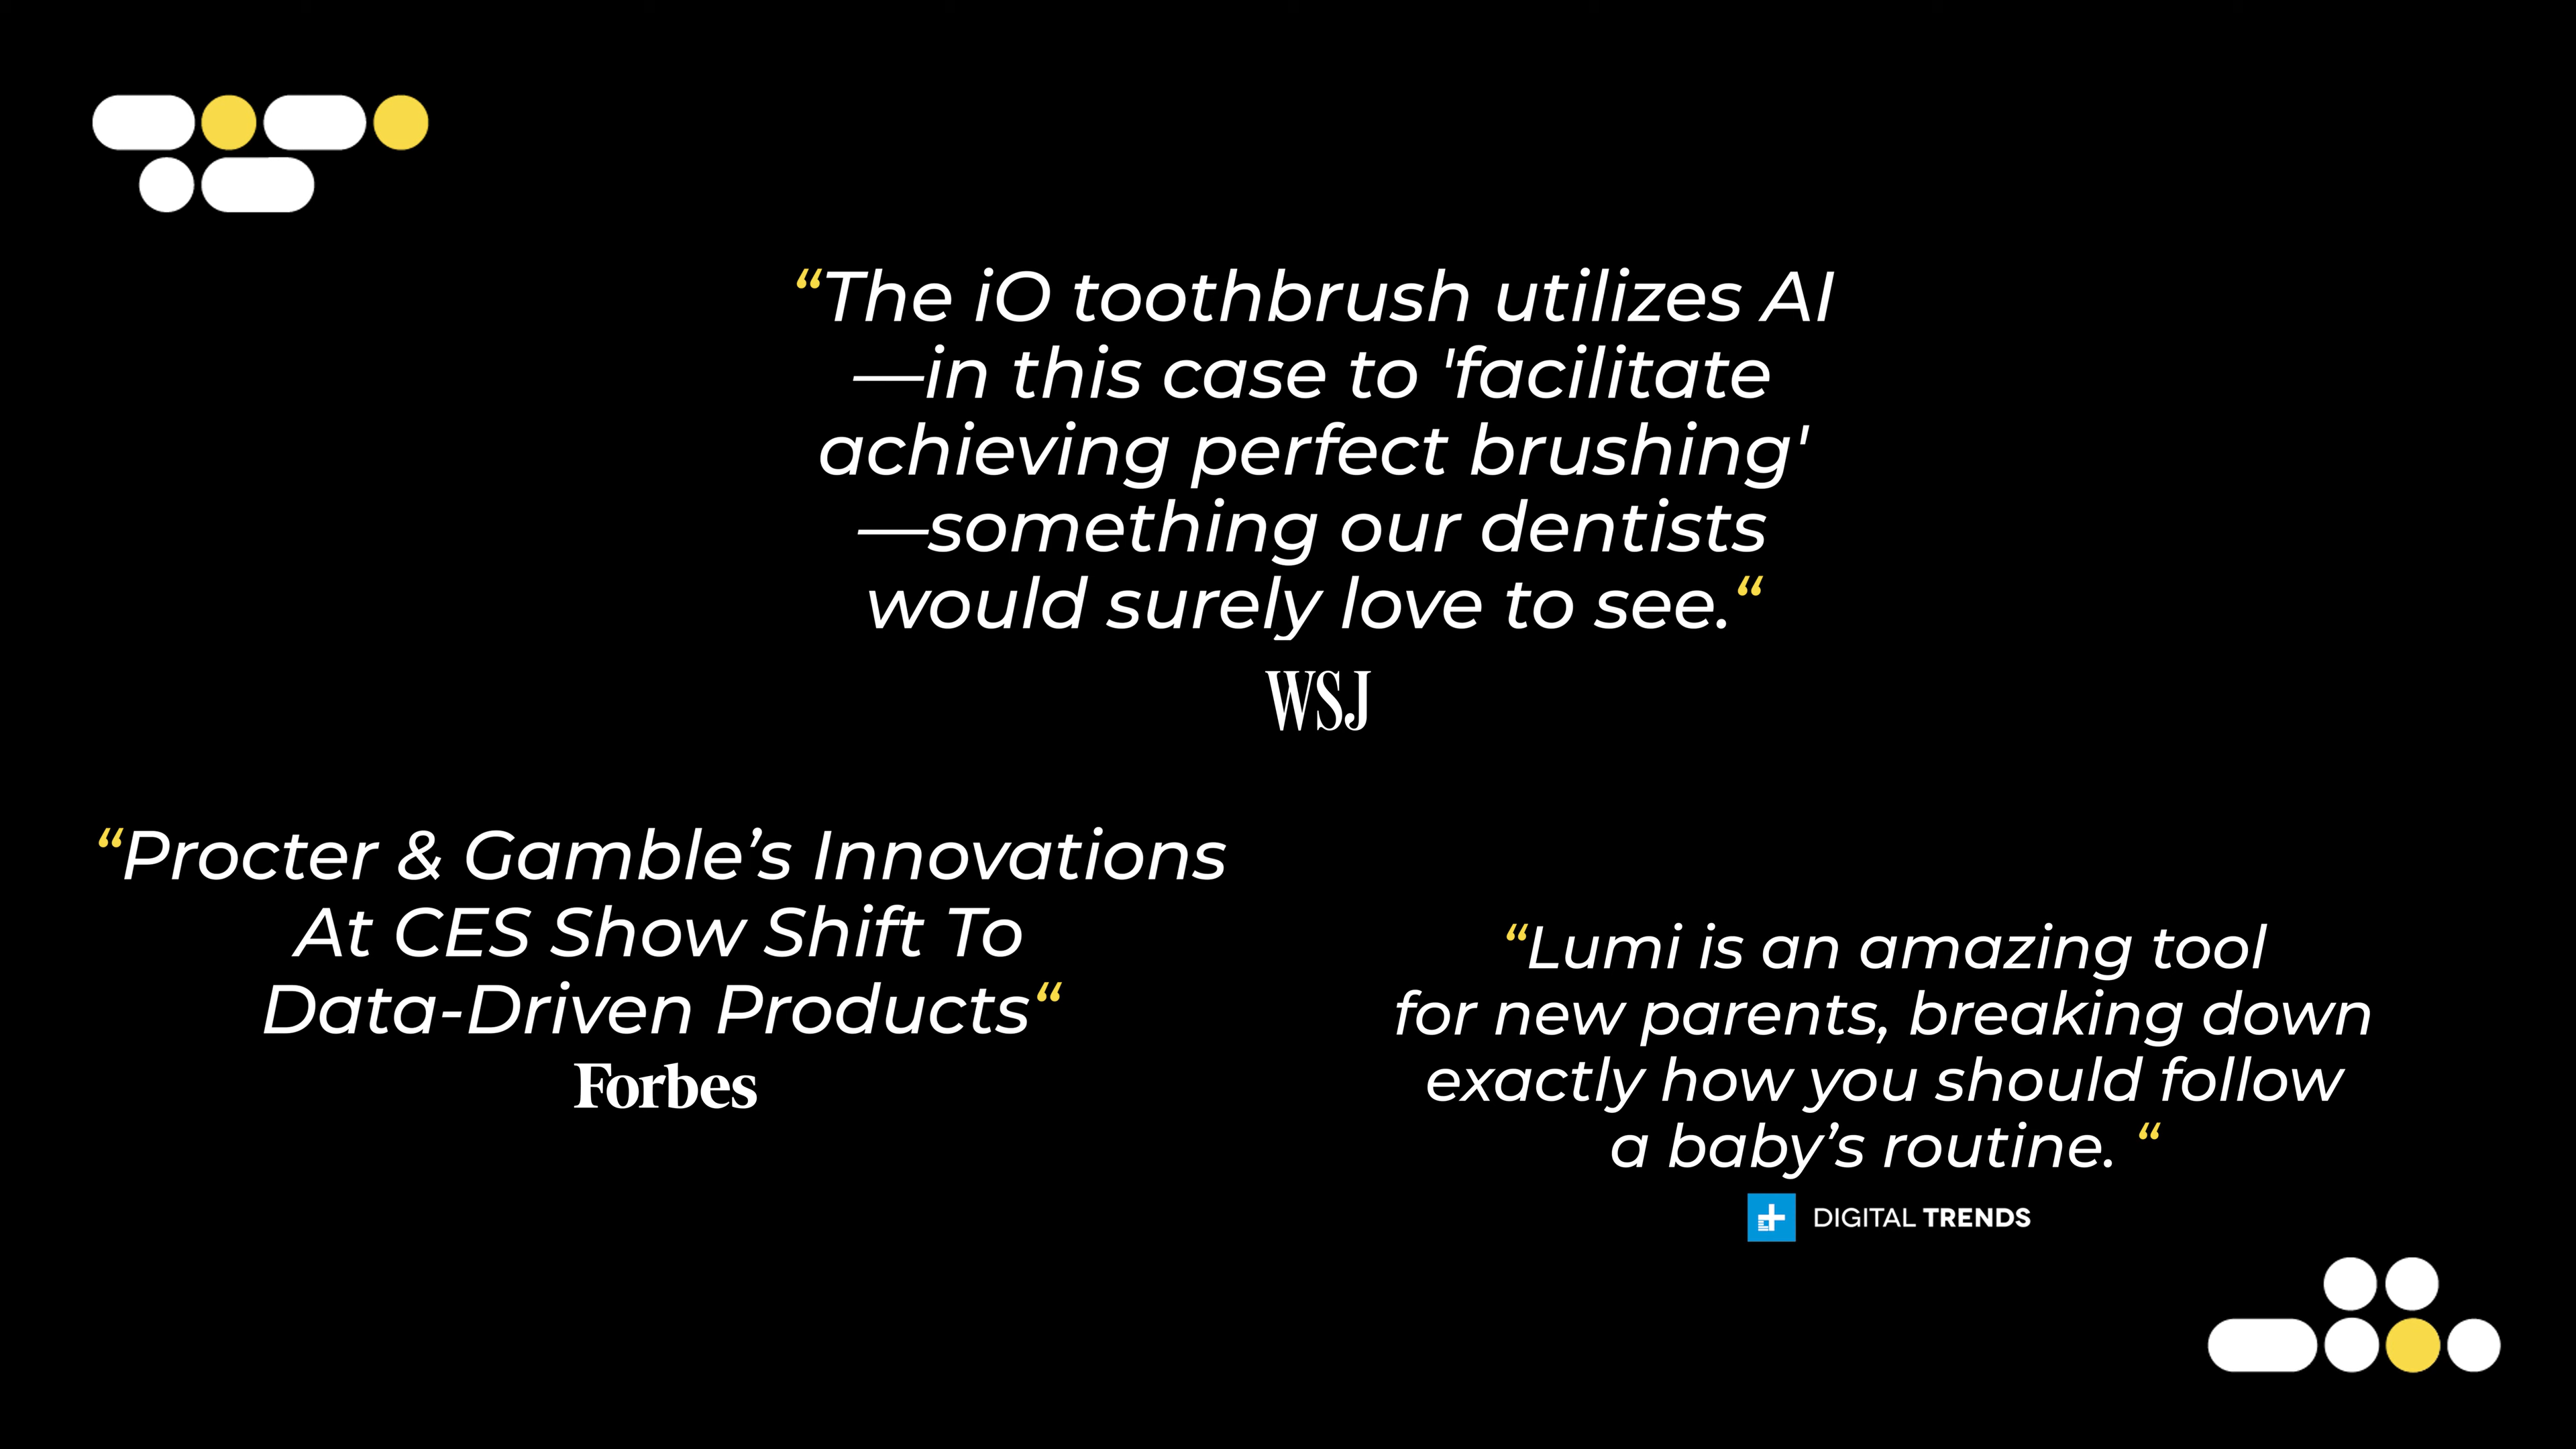 “The iO toothbrush utilizes AI
—in this case to 'facilitate
achieving perfect brushing'
—something our dentists
would surely love to see.“
WSJ
“Procter & Gamble’s Innovations
At CES Show Shift To
Data-Driven Products“
Forbes
“Lumi is an amazing tool
for new parents, breaking down
exactly how you should follow
a baby’s routine. “
DIGITAL TRENDS